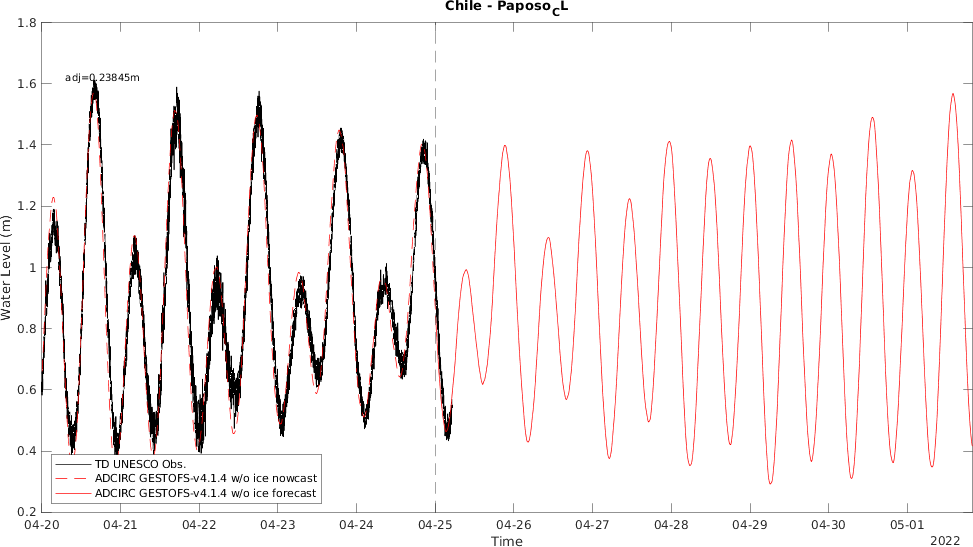 Chile - Paposo_CL
1.8
adj=0.23845m
1.6
1.4
1.2
1
0.8
0.6
0.4
0.2
Water Level (m)
TD UNESCO Obs.
ADCIRC GESTOFS-v4.1.4 w/o ice nowcast
ADCIRC GESTOFS-v4.1.4 w/o ice forecast
04-20 04-21 04-22 04-23 04-24 04-25 04-26 04-27 04-28 04-29 04-30 05-01
Time
2022